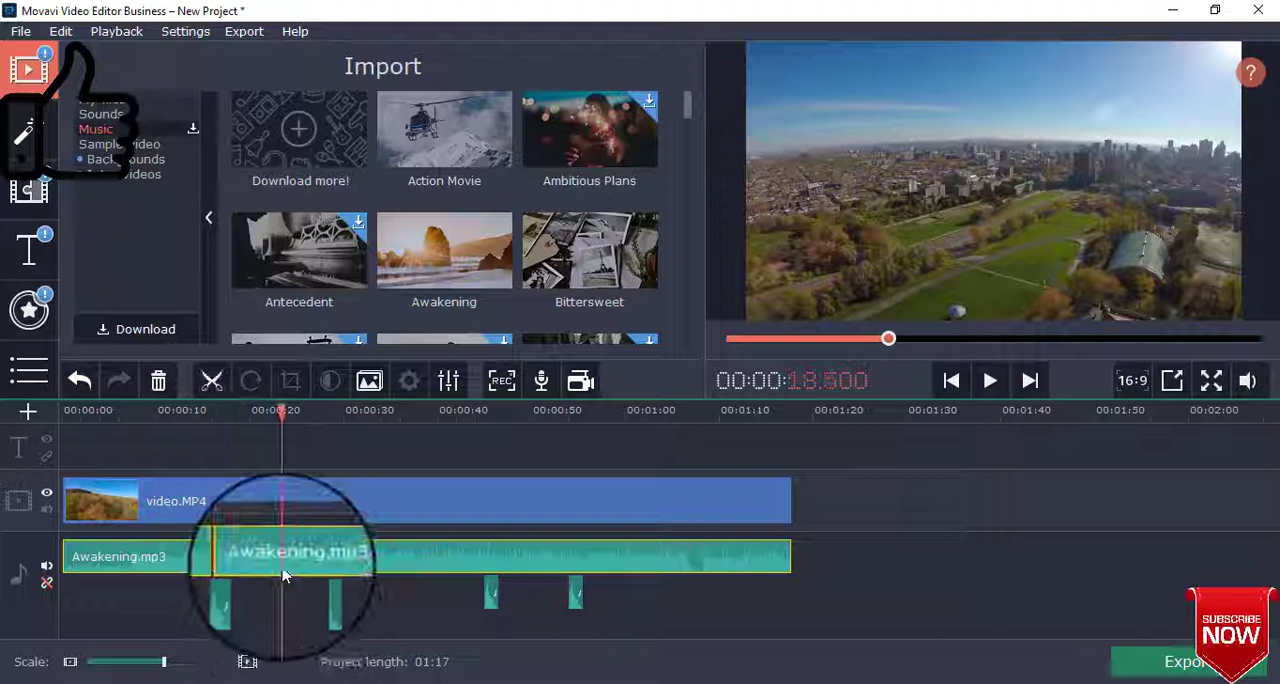 Movavi Video Editor Business – New Project *
File Edit Playback Settings Export Help
Import
Sounds
Music
Sample Video
Back
Download
Download more!
Action Movie
Ambitious Plans
Antecedent
Awakening
Bittersweet
?
REC
00:00:18.500
16:9
00:00:00 00:00:10 00:00:20 00:00:30 00:00:40 00:00:50 00:01:00 00:01:10 00:01:20 00:01:30 00:01:40 00:01:50 00:02:00
T
video.MP4
Awakening.mp3
Awakening.mp3
Scale:
Project length: 01:17
Export
SUBSCRIBE
NOW